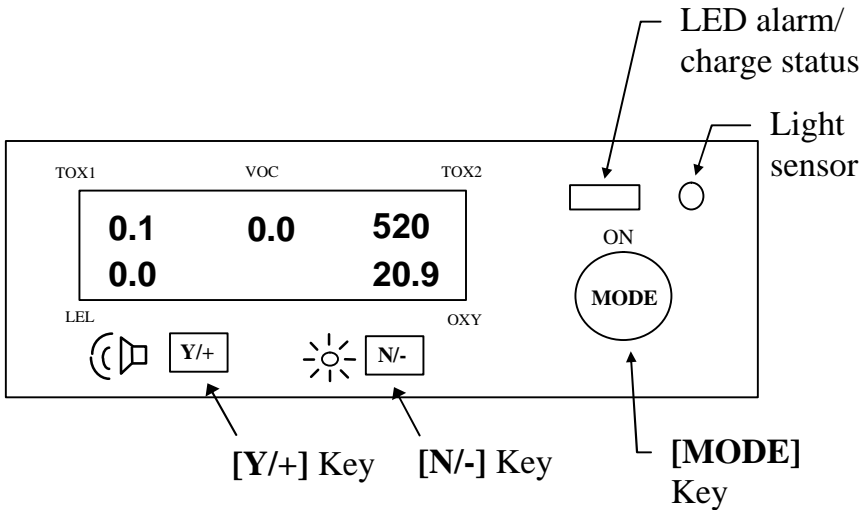 LED alarm/
charge status
Light
sensor
TOX1 VOC TOX2
0.1 0.0 520
0.0 20.9
LEL OXY
ON
MODE
Y/+ N/-
[Y/+] Key [N/-] Key
[MODE]
Key